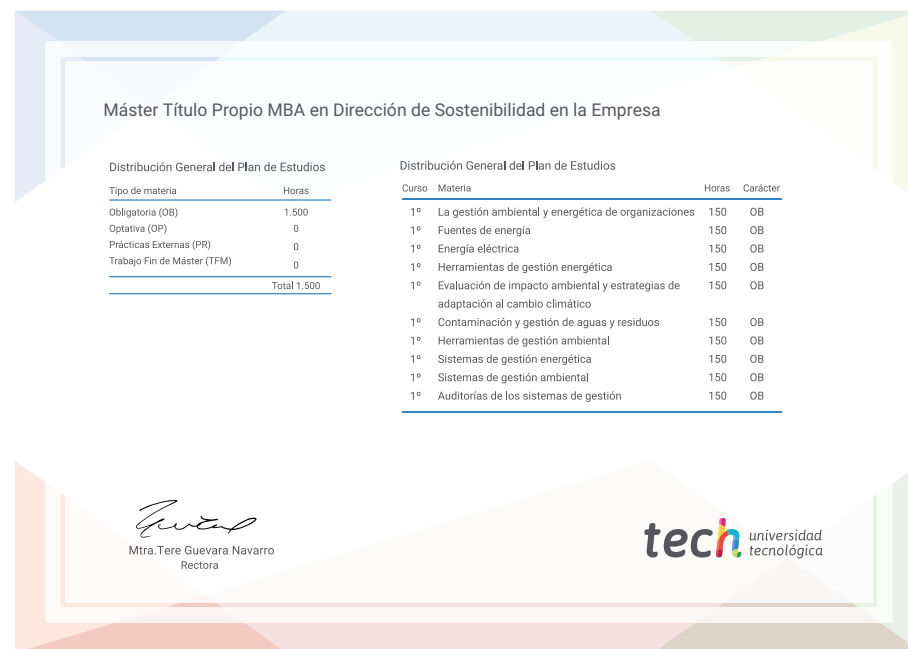 Máster Título Propio MBA en Dirección de Sostenibilidad en la Empresa
Distribución General del Plan de Estudios
Tipo de materia Horas
Obligatoria (OB) 1.500
Optativa (OP) 0
Prácticas Externas (PR) 0
Trabajo Fin de Máster (TFM) 0
Total 1.500
Distribución General del Plan de Estudios
Curso Materia Horas Carácter
1º La gestión ambiental y energética de organizaciones 150 OB
1º Fuentes de energía 150 OB
1º Energía eléctrica 150 OB
1º Herramientas de gestión energética 150 OB
1º Evaluación de impacto ambiental y estrategias de 150 OB
adaptación al cambio climático
1º Contaminación y gestión de aguas y residuos 150 OB
1º Herramientas de gestión ambiental 150 OB
1º Sistemas de gestión energética 150 OB
1º Sistemas de gestión ambiental 150 OB
1º Auditorías de los sistemas de gestión 150 OB
Mtra.Tere Guevara Navarro
Rectora
tech universidad
tecnológica